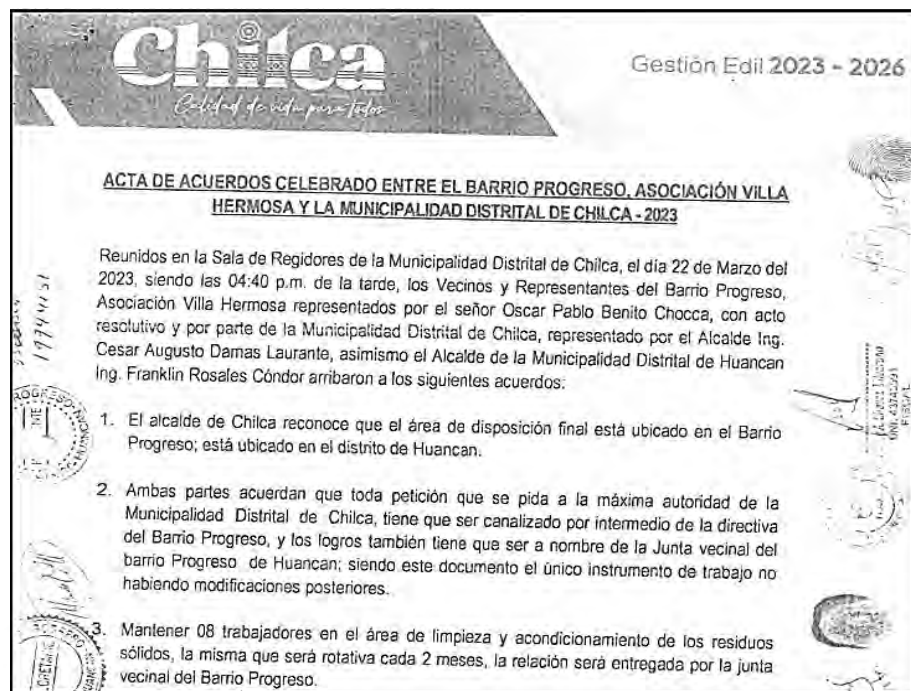 Chilca
Calidad de vida para todos
Gestión Edil 2023 - 2026
ACTA DE ACUERDOS CELEBRADO ENTRE EL BARRIO PROGRESO, ASOCIACIÓN VILLA
HERMOSA Y LA MUNICIPALIDAD DISTRITAL DE CHILCA - 2023
Reunidos en la Sala de Regidores de la Municipalidad Distrital de Chilca, el día 22 de Marzo del
2023, siendo las 04:40 p.m. de la tarde, los Vecinos y Representantes del Barrio Progreso,
Asociación Villa Hermosa representados por el señor Oscar Pablo Benito Chocca, con acto
resolutivo y por parte de la Municipalidad Distrital de Chilca, representado por el Alcalde Ing.
Cesar Augusto Damas Laurante, asimismo el Alcalde de la Municipalidad Distrital de Huancan
Ing. Franklin Rosales Cóndor arribaron a los siguientes acuerdos:
1. El alcalde de Chilca reconoce que el área de disposición final está ubicado en el Barrio
Progreso; está ubicado en el distrito de Huancan.
2. Ambas partes acuerdan que toda petición que se pida a la máxima autoridad de la
Municipalidad Distrital de Chilca, tiene que ser canalizado por intermedio de la directiva
del Barrio Progreso, y los logros también tiene que ser a nombre de la Junta vecinal del
barrio Progreso de Huancan; siendo este documento el único instrumento de trabajo no
habiendo modificaciones posteriores.
3. Mantener 08 trabajadores en el área de limpieza y acondicionamiento de los residuos
sólidos, la misma que será rotativa cada 2 meses, la relación será entregada por la junta
vecinal del Barrio Progreso.